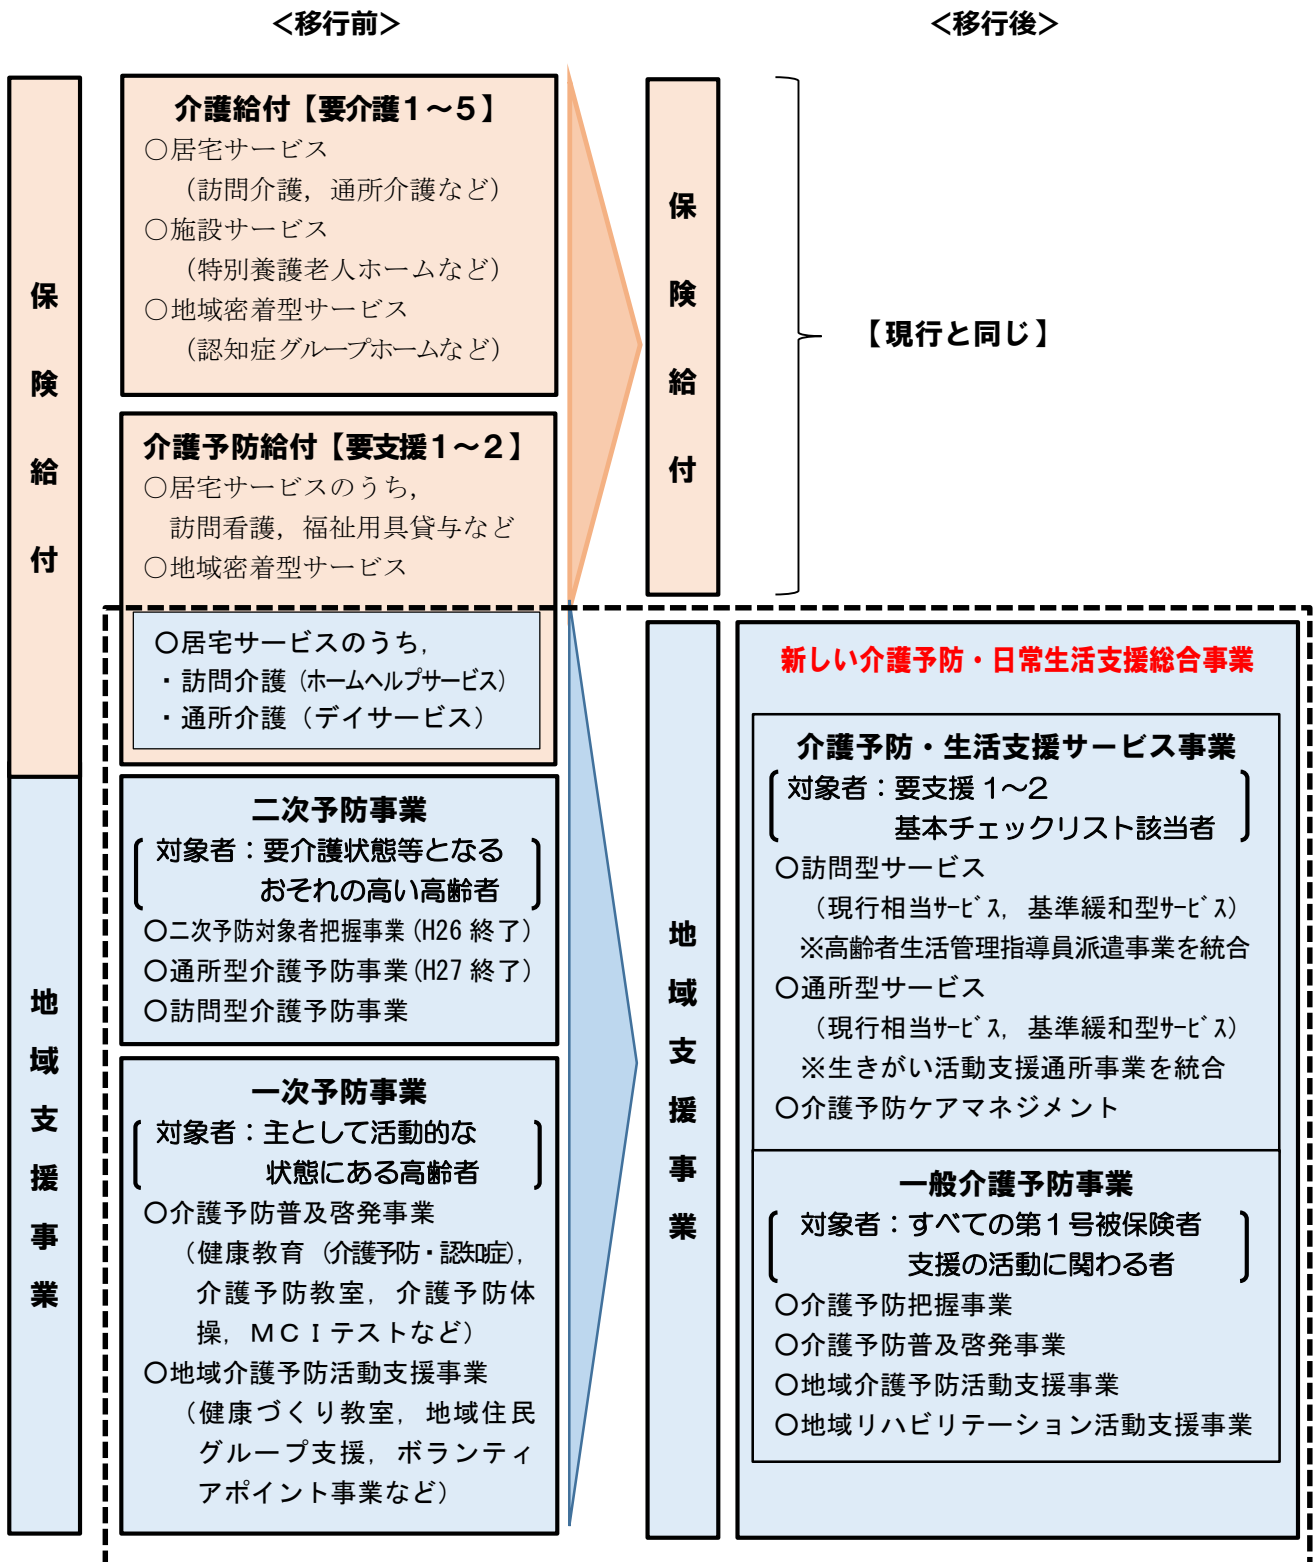 ＜移行前＞
＜移行後＞
保険給付
介護給付【要介護１～５】
○居宅サービス
（訪問介護，通所介護など）
○施設サービス
（特別養護老人ホームなど）
○地域密着型サービス
（認知症グループホームなど）
介護予防給付【要支援１～２】
○居宅サービスのうち，
訪問看護，福祉用具貸与など
○地域密着型サービス
○居宅サービスのうち，
・訪問介護（ホームヘルプサービス）
・通所介護（デイサービス）
地域支援事業
二次予防事業
対象者：要介護状態等となる
おそれの高い高齢者
○二次予防対象者把握事業（H26 終了）
○通所型介護予防事業（H27 終了）
○訪問型介護予防事業
一次予防事業
対象者：主として活動的な
状態にある高齢者
○介護予防普及啓発事業
（健康教育（介護予防・認知症），
介護予防教室，介護予防体
操，ＭＣＩテストなど）
○地域介護予防活動支援事業
（健康づくり教室，地域住民
グループ支援，ボランティ
アポイント事業など）
保険給付
【現行と同じ】
地域支援事業
新しい介護予防・日常生活支援総合事業
介護予防・生活支援サービス事業
対象者：要支援 1～2
基本チェックリスト該当者
○訪問型サービス
（現行相当ｻｰﾋﾞｽ，基準緩和型ｻｰﾋﾞｽ）
※高齢者生活管理指導員派遣事業を統合
○通所型サービス
（現行相当ｻｰﾋﾞｽ，基準緩和型ｻｰﾋﾞｽ）
※生きがい活動支援通所事業を統合
○介護予防ケアマネジメント
一般介護予防事業
対象者：すべての第１号被保険者
支援の活動に関わる者
○介護予防把握事業
○介護予防普及啓発事業
○地域介護予防活動支援事業
○地域リハビリテーション活動支援事業